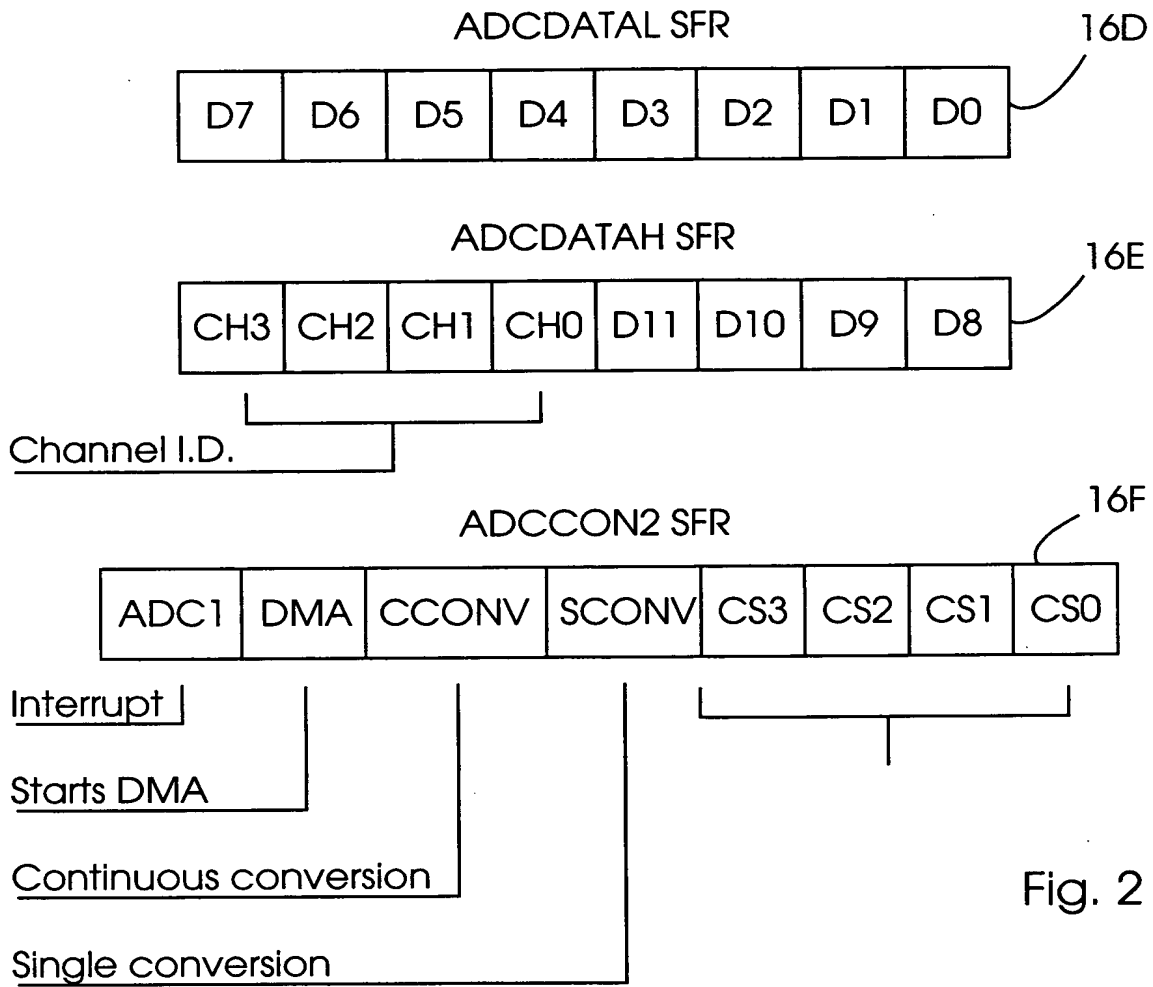 ADCDATAL SFR
16D
D7 D6 D5 D4 D3 D2 D1 D0
ADCDATAH SFR
16E
CH3 CH2 CH1 CH0 D11 D10 D9 D8
Channel I.D.
ADCCON2 SFR
16F
ADC1 DMA CCONV SCONV CS3 CS2 CS1 CS0
Interrupt
Starts DMA
Continuous conversion
Single conversion
Fig. 2